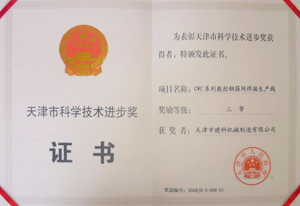 天津市科学技术进步奖
证书
为表彰天津市科学技术进步奖获
得者，特颁发此证书。
项目名称：GWC系列数控钢筋网焊接生产线
奖励等级：三等
获奖者：天津市建科机械制造有限公司